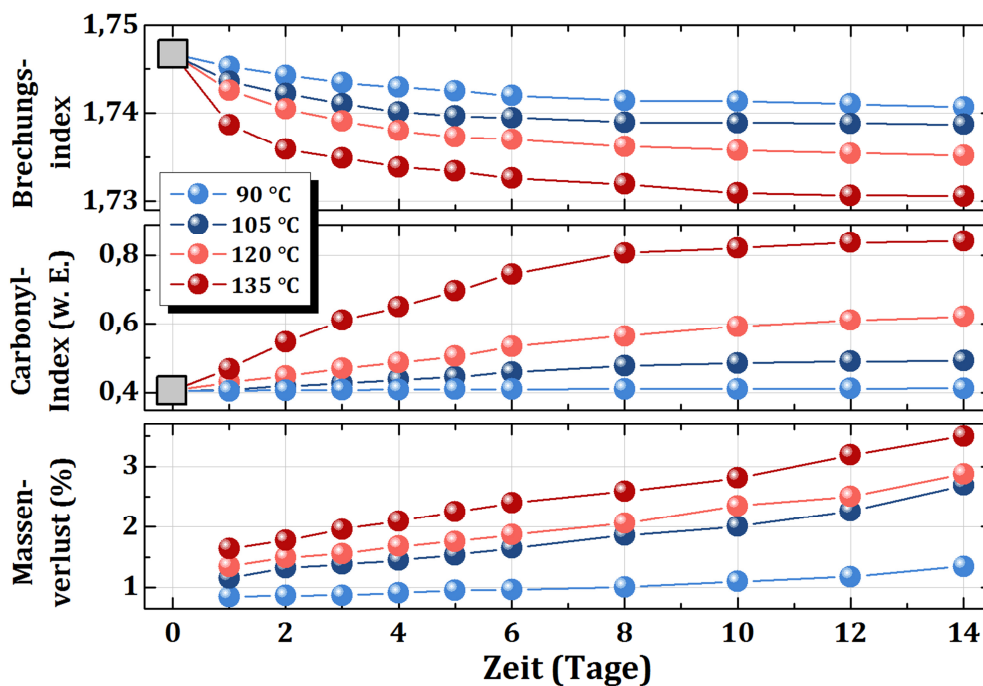 Brechungs-
index
1,75
1,74
1,73
90 °C
105 °C
120 °C
135 °C
Carbonyl-
Index (w. E.)
0,8
0,6
0,4
Massen-
verlust (%)
3
2
1
0 2 4 6 8 10 12 14
Zeit (Tage)